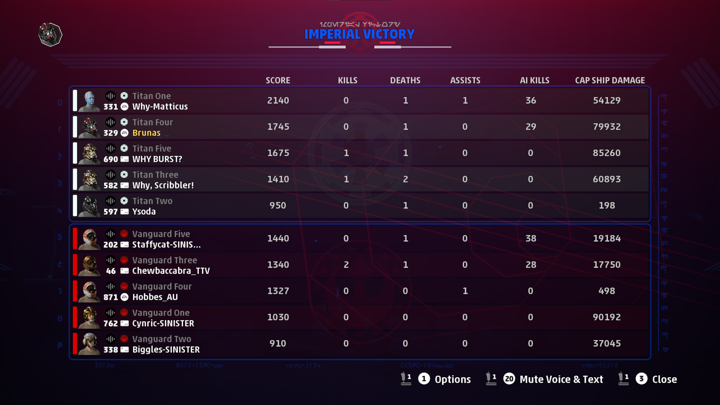 IMPERIAL VICTORY
SCORE KILLS DEATHS ASSISTS AI KILLS CAP SHIP DAMAGE
Titan One
331 Why-Matticus 2140 0 1 1 36 54129
Titan Four
329 Brunas 1745 0 1 0 29 79932
Titan Five
690 WHY BURST? 1675 1 1 0 0 85260
Titan Three
582 Why, Scribbler! 1410 1 2 0 0 60893
Titan Two
597 Ysoda 950 0 1 0 0 198
Vanguard Five
202 Staffycat-SINIS... 1440 0 1 0 38 19184
Vanguard Three
46 Chewbaccabra_TTV 1340 2 1 0 28 17750
Vanguard Four
871 Hobbes_AU 1327 0 0 1 0 498
Vanguard One
762 Cynric-SINISTER 1030 0 0 0 0 90192
Vanguard Two
338 Biggles-SINISTER 910 0 0 0 0 37045
1 1 Options 1 20 Mute Voice & Text 1 3 Close